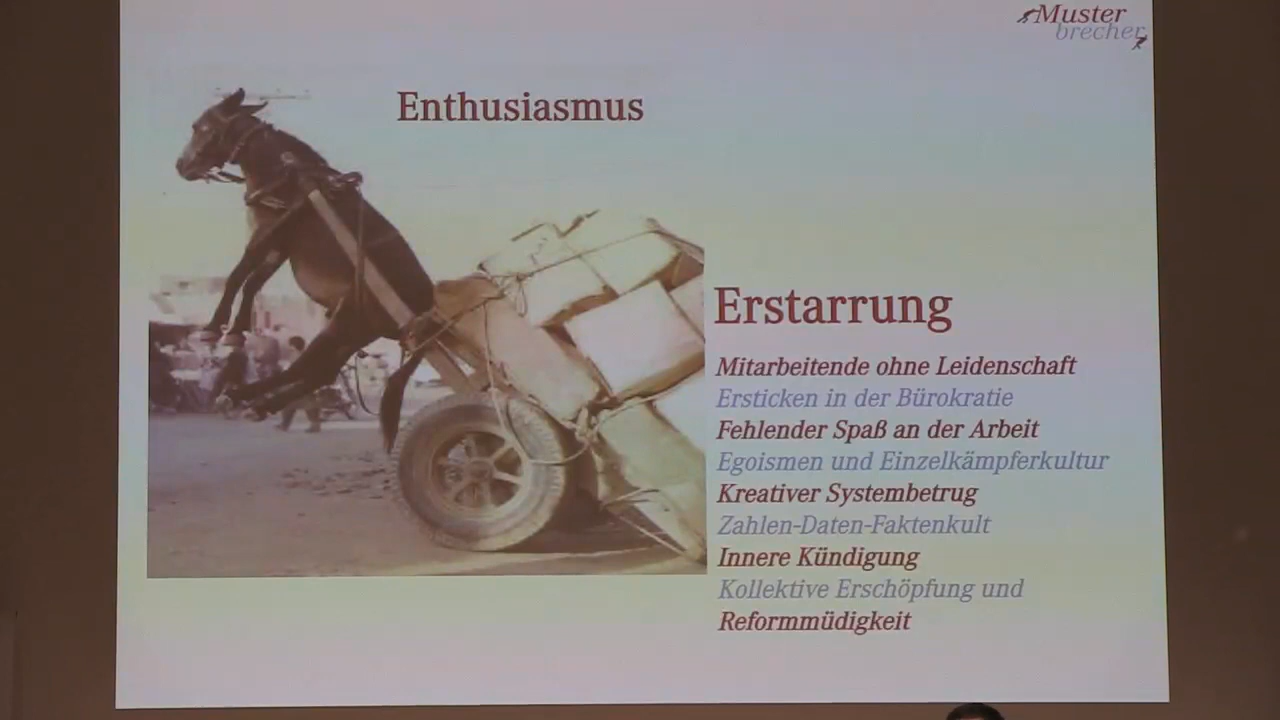 Muster
brecher
Enthusiasmus
Erstarrung
Mitarbeitende ohne Leidenschaft
Ersticken in der Bürokratie
Fehlender Spaß an der Arbeit
Egoismen und Einzelkämpferkultur
Kreativer Systembetrug
Zahlen-Daten-Faktenkult
Innere Kündigung
Kollektive Erschöpfung und
Reformmüdigkeit